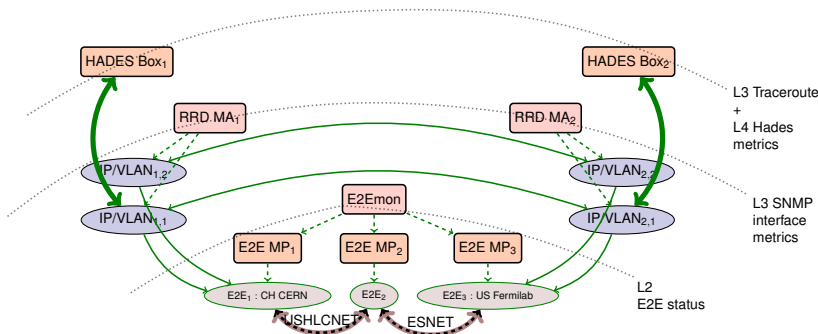 HADES Box1
HADES Box2
L3 Traceroute
+
L4 Hades
metrics
RRD MA1
RRD MA2
IP/VLAN1,2
IP/VLAN2,2
L3 SNMP
interface
metrics
E2Emon
IP/VLAN1,1
IP/VLAN2,1
E2E MP1
E2E MP2
E2E MP3
L2
E2E status
E2E1 : CH CERN
E2E2
E2E3 : US Fermilab
USHLCNET
ESNET